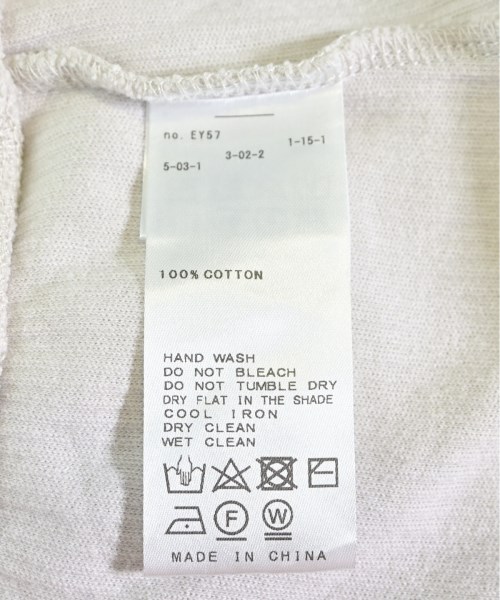 no. EY57
1-15-1
3-02-2
5-03-1
100% COTTON
HAND WASH
DO NOT BLEACH
DO NOT TUMBLE DRY
DRY FLAT IN THE SHADE
COOL IRON
DRY CLEAN
WET CLEAN
F W
MADE IN CHINA